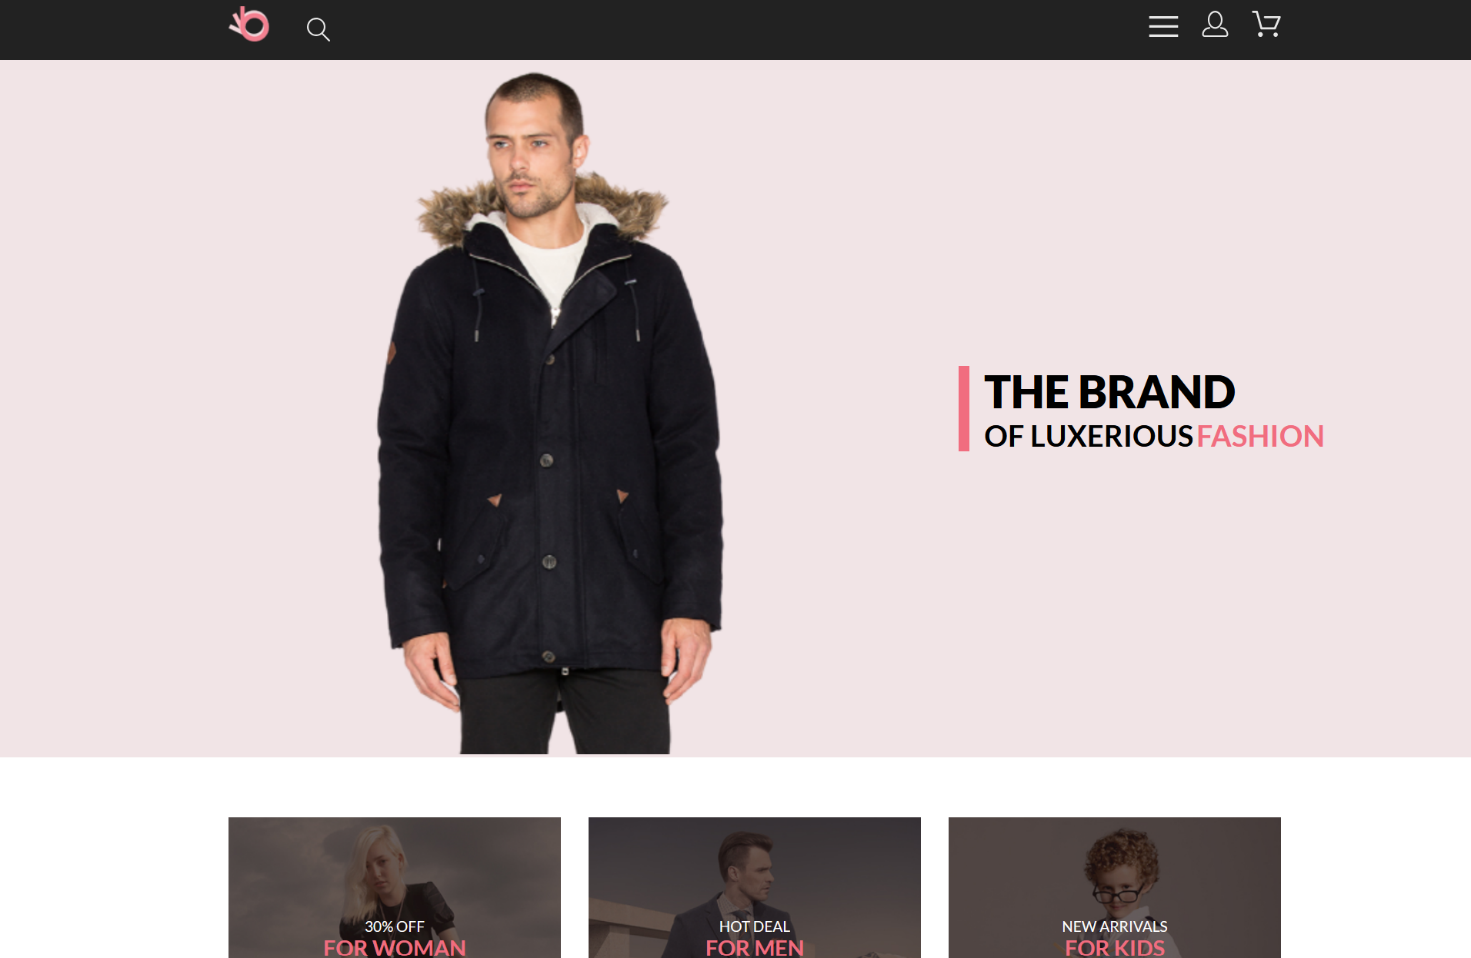 THE BRAND
OF LUXERIOUS FASHION
30% OFF
FOR WOMAN
HOT DEAL
FOR MEN
NEW ARRIVALS
FOR KIDS